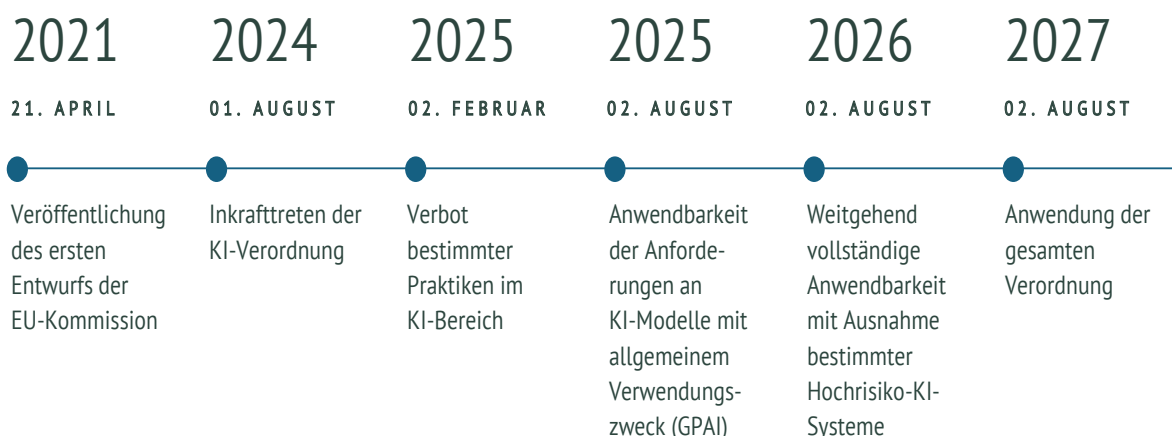 2021
21. APRIL
Veröffentlichung
des ersten
Entwurfs der
EU-Kommission
2024
01. AUGUST
Inkrafttreten der
KI-Verordnung
2025
02. FEBRUAR
Verbot
bestimmter
Praktiken im
KI-Bereich
2025
02. AUGUST
Anwendbarkeit
der Anforde-
rungen an
KI-Modelle mit
allgemeinem
Verwendungs-
zweck (GPAI)
2026
02. AUGUST
Weitgehend
vollständige
Anwendbarkeit
mit Ausnahme
bestimmter
Hochrisiko-KI-
Systeme
2027
02. AUGUST
Anwendung der
gesamten
Verordnung